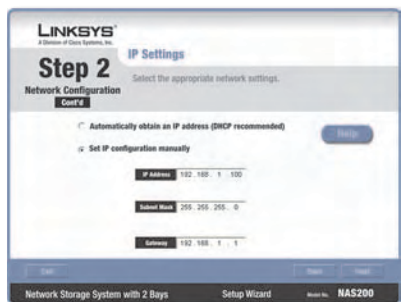 LINKSYS®
A Division of Cisco Systems, Inc.
Step 2
Network Configuration
Cont'd
IP Settings
Select the appropriate network settings.
Automatically obtain an IP address (DHCP recommended)
Set IP configuration manually
Help
IP Address 192 . 168 . 1 . 100
Subnet Mask 255 . 255 . 255 . 0
Gateway 192 . 168 . 1 . 1
Exit
Back Next
Network Storage System with 2 Bays Setup Wizard Model No. NAS200